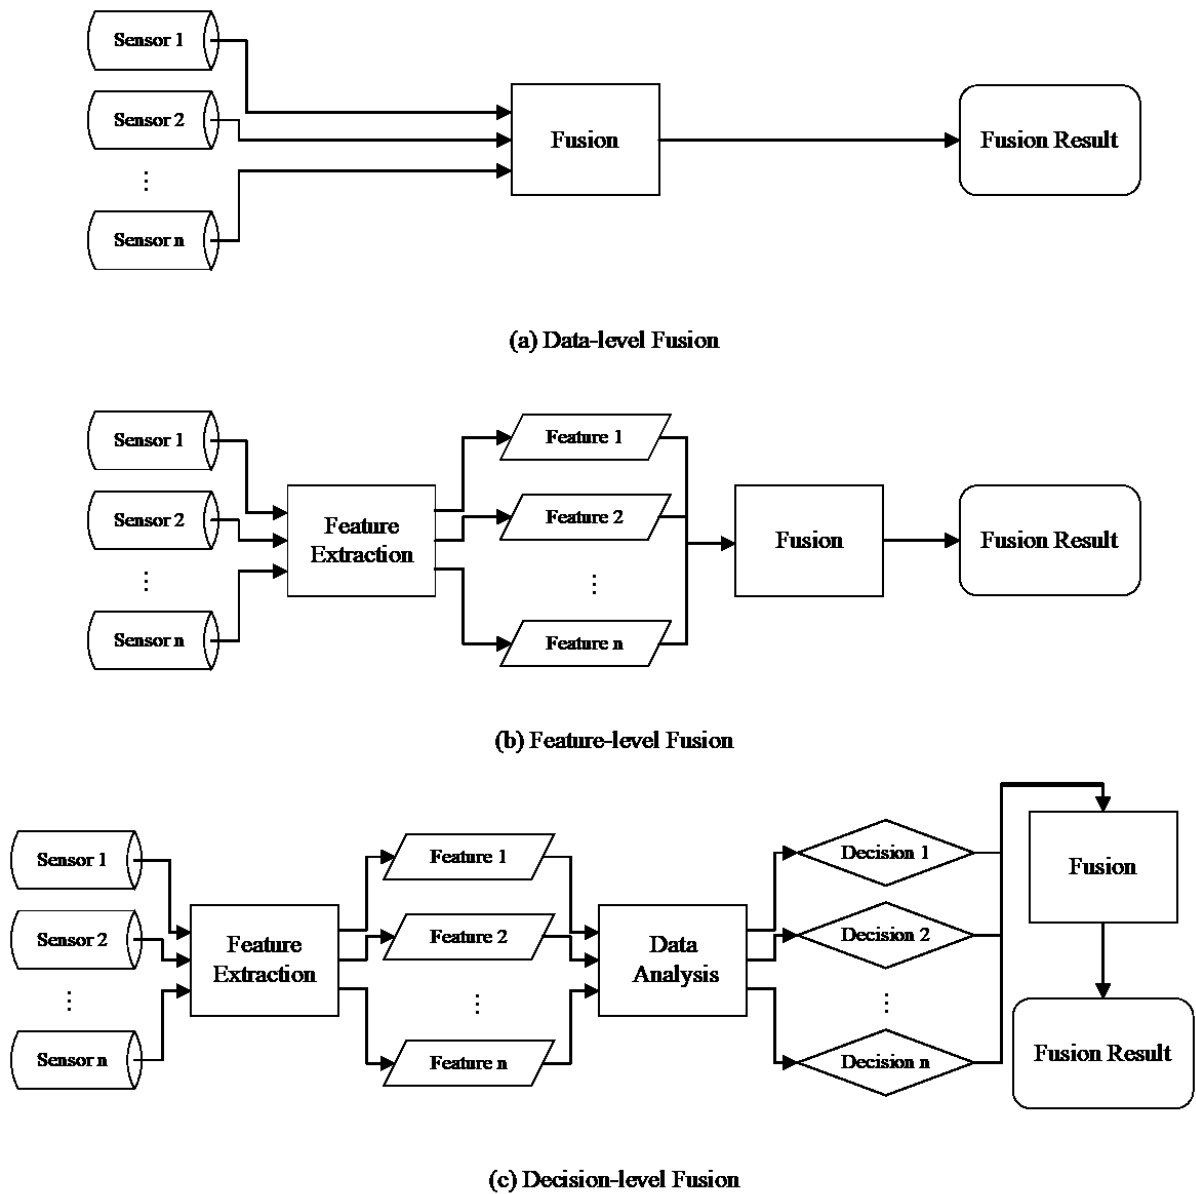 Sensor 1
Sensor 2
⋮
Sensor n
Fusion
Fusion Result
(a) Data-level Fusion
Sensor 1
Sensor 2
⋮
Sensor n
Feature
Extraction
Feature 1
Feature 2
⋮
Feature n
Fusion
Fusion Result
(b) Feature-level Fusion
Sensor 1
Sensor 2
⋮
Sensor n
Feature
Extraction
Feature 1
Feature 2
⋮
Feature n
Data
Analysis
Decision 1
Decision 2
⋮
Decision n
Fusion
Fusion Result
(c) Decision-level Fusion